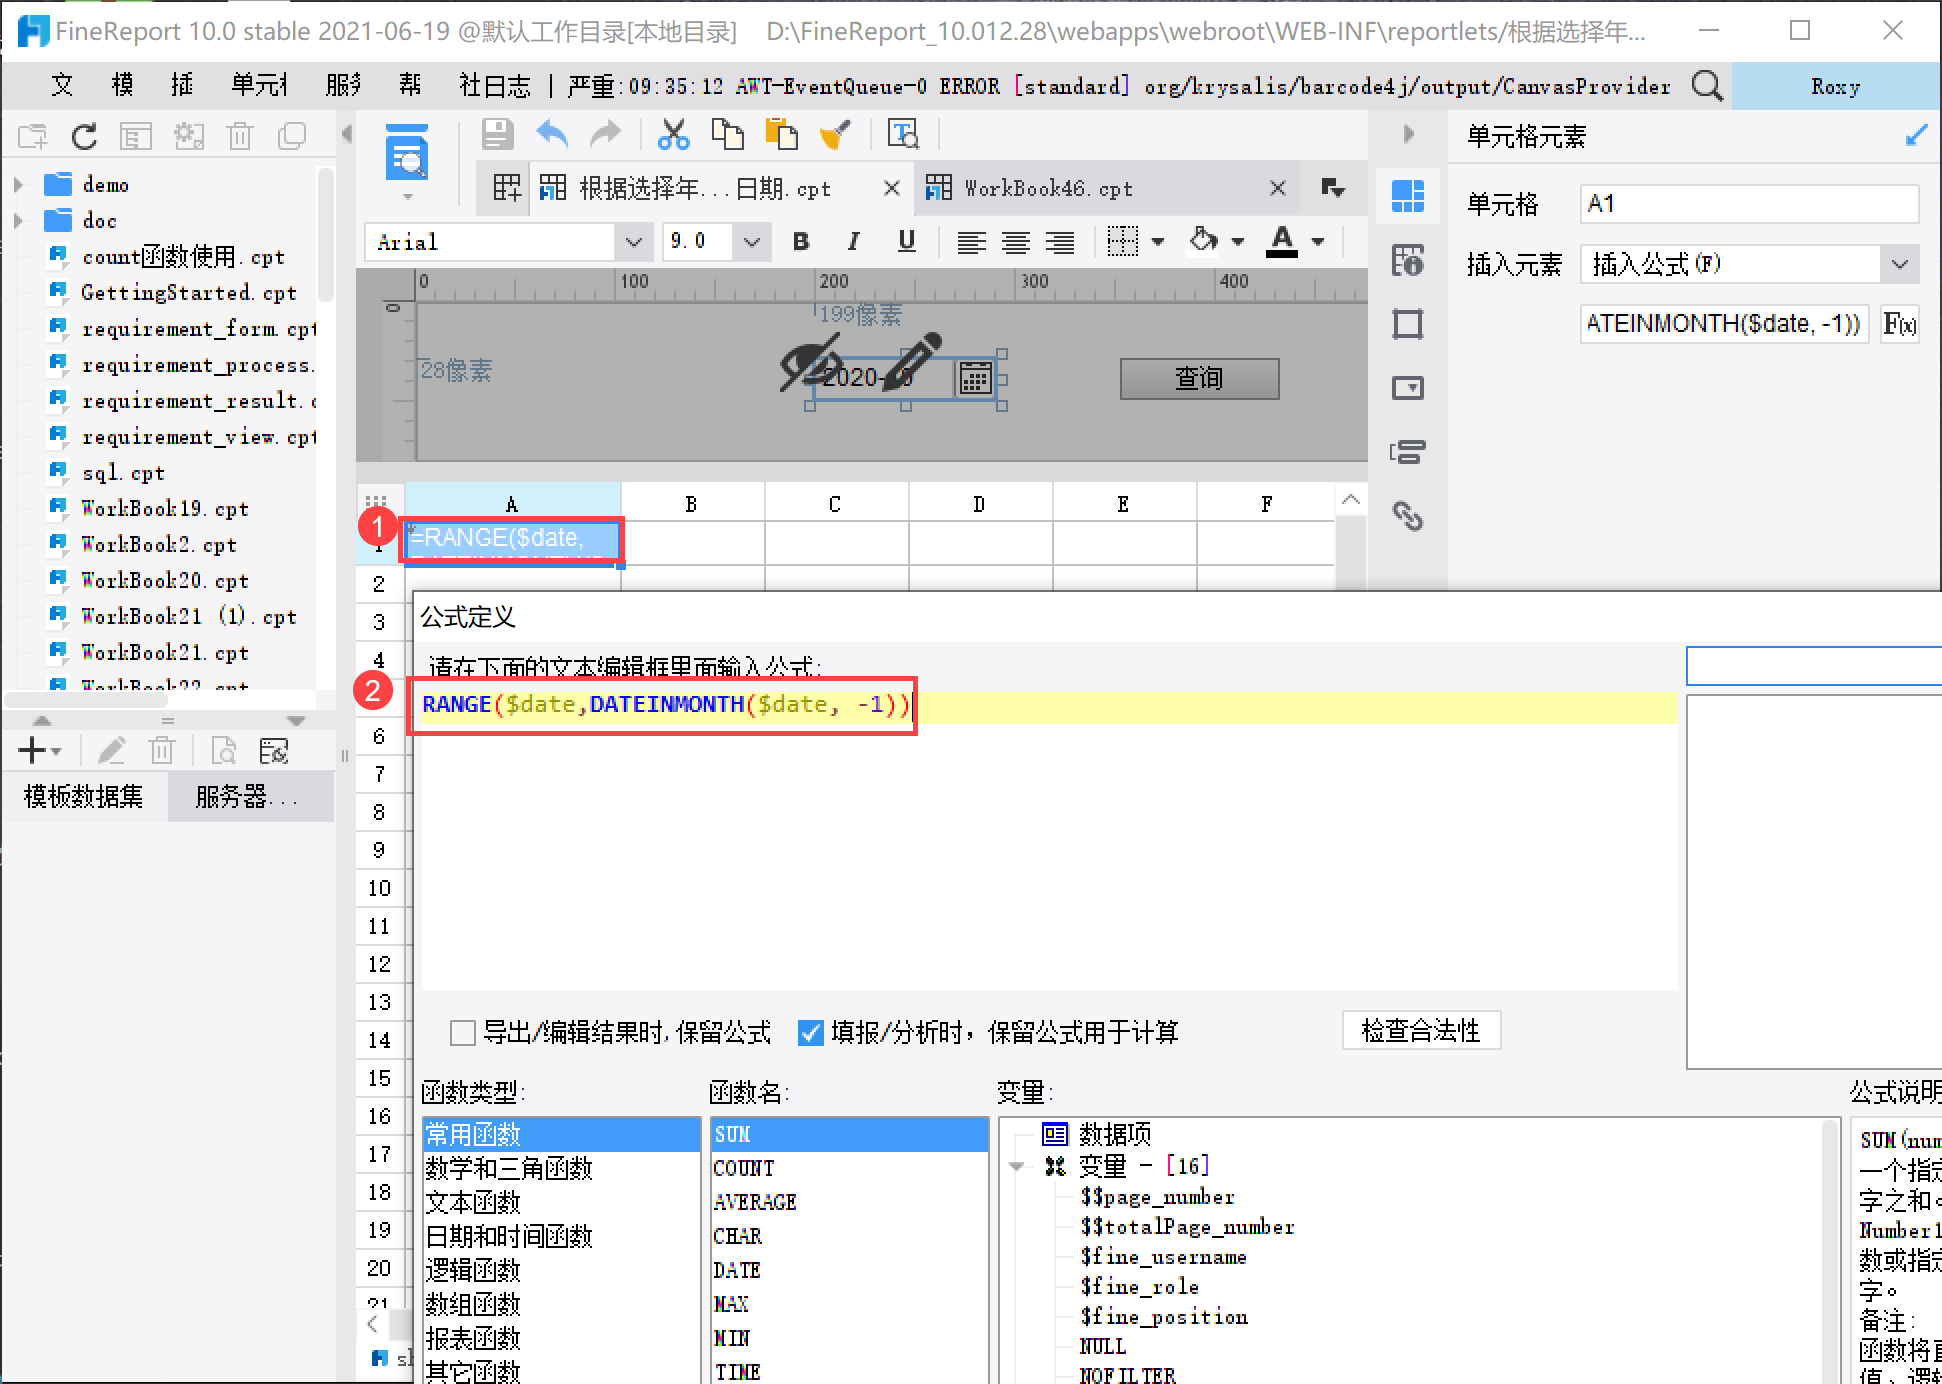 FineReport 10.0 stable 2021-06-19 @默认工作目录[本地目录]    D:\FineReport_10.012.28\webapps\webroot\WEB-INF\reportlets/根据选择年...
文 模 插 单元格 服务 帮 社 日志 | 严重:09:35:12 AWT-EventQueue-0 ERROR [standard] org/krysalis/barcode4j/output/CanvasProvider
Roxy
demo
doc
count函数使用.cpt
GettingStarted.cpt
requirement_form.cpt
requirement_process.
requirement_result.c
requirement_view.cpt
sql.cpt
WorkBook19.cpt
WorkBook2.cpt
WorkBook20.cpt
WorkBook21 (1).cpt
WorkBook21.cpt
WorkBook22.cpt
模板数据集 服务器...
根据选择年...日期.cpt
WorkBook46.cpt
Arial 9.0 B I U A
0 100 200 300 400
0
199像素
28像素
查询
A B C D E F
1
=RANGE($date,
1
2
3
4
6
7
8
9
10
11
12
13
14
15
16
17
18
19
20
21
单元格元素
单元格 A1
插入元素 插入公式(F)
ATEINMONTH($date, -1)) F(x)
公式定义
请在下面的文本编辑框里面输入公式:
2
RANGE($date,DATEINMONTH($date, -1))
导出/编辑结果时,保留公式 填报/分析时，保留公式用于计算 检查合法性
函数类型:
常用函数
数学和三角函数
文本函数
日期和时间函数
逻辑函数
数组函数
报表函数
其它函数
函数名:
SUM
COUNT
AVERAGE
CHAR
DATE
MAX
MIN
TIME
变量:
数据项
变量 - [16]
$$page_number
$$totalPage_number
$fine_username
$fine_role
$fine_position
NULL
NOFILTER
公式说明
SUM(num
一个指定
字之和。
Number1
数或指定
字。
备注:
函数将直